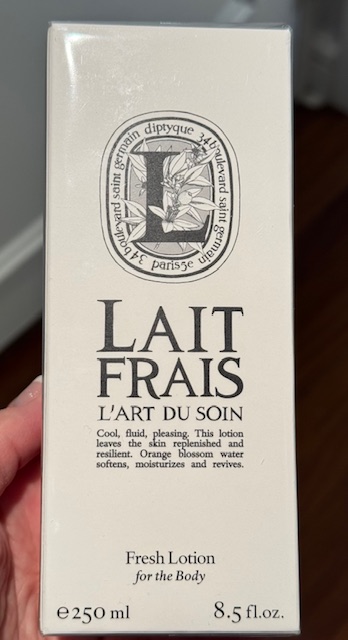 34 boulevard saint germain diptyque 34 boulevard saint germain paris5e
L
LAIT
FRAIS
L'ART DU SOIN
Cool, fluid, pleasing. This lotion
leaves the skin replenished and
resilient. Orange blossom water
softens, moisturizes and revives.
Fresh Lotion
for the Body
e250 ml 8.5 fl.oz.